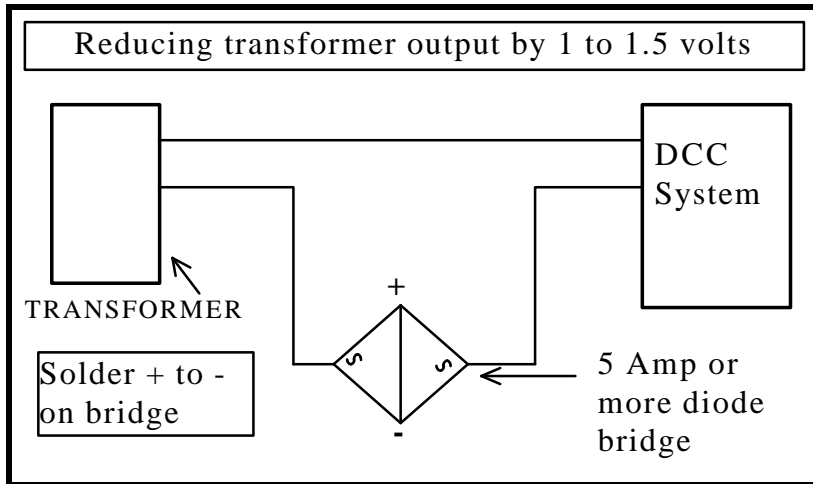 Reducing transformer output by 1 to 1.5 volts
DCC
System
TRANSFORMER
+
Solder + to -
on bridge
~
~
-
5 Amp or
more diode
bridge